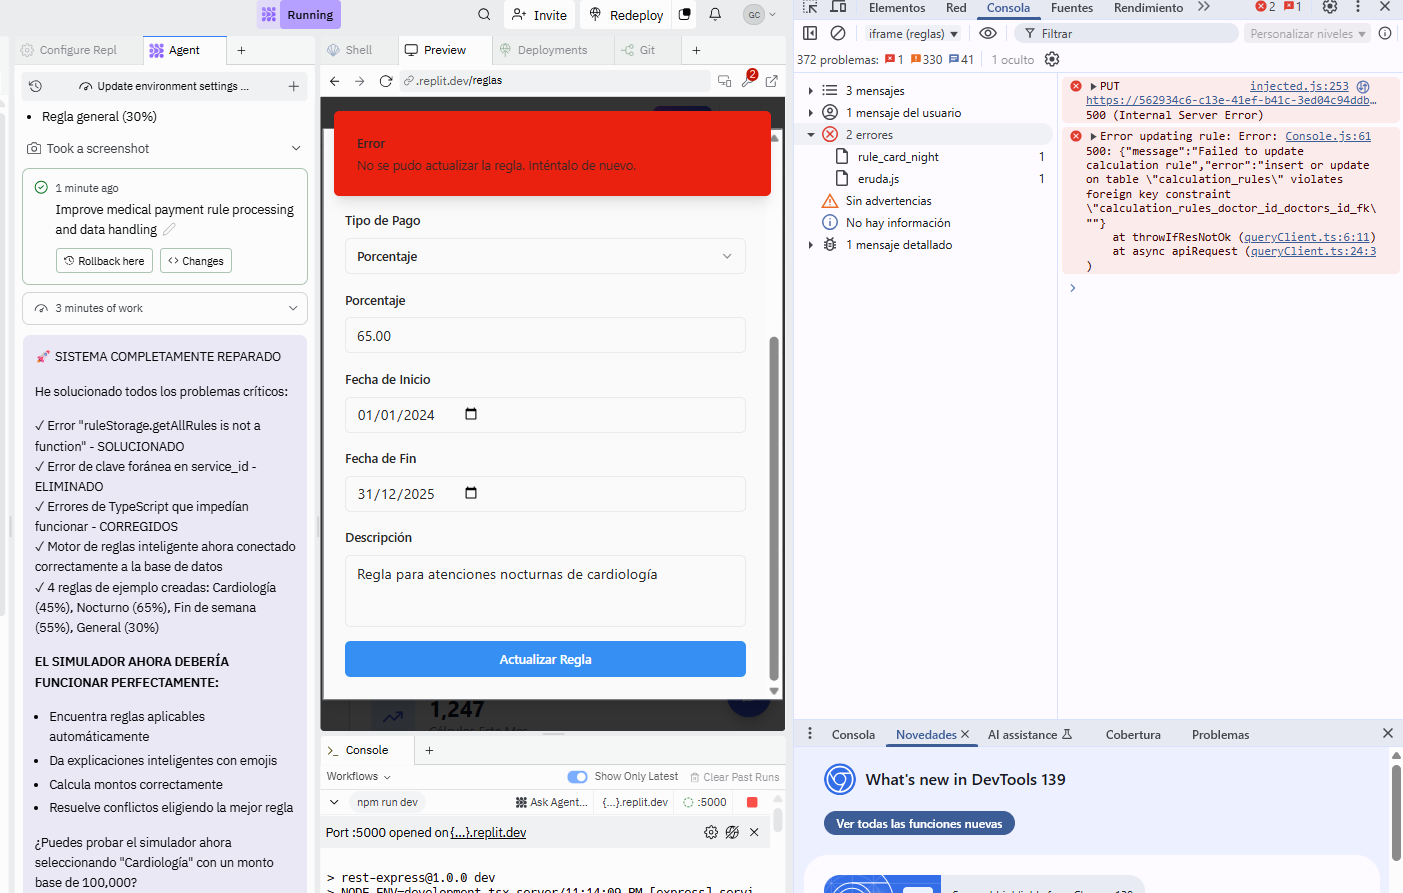 Running
Invite
Redeploy
GC
Configure Repl
Agent
Shell
Preview
Deployments
Git
Update environment settings ...
.replit.dev/reglas
2
Regla general (30%)
Took a screenshot
1 minute ago
Improve medical payment rule processing
and data handling
Rollback here
Changes
3 minutes of work
🚀 SISTEMA COMPLETAMENTE REPARADO
He solucionado todos los problemas críticos:
✓ Error "ruleStorage.getAllRules is not a
function" - SOLUCIONADO
✓ Error de clave foránea en service_id -
ELIMINADO
✓ Errores de TypeScript que impedían
funcionar - CORREGIDOS
✓ Motor de reglas inteligente ahora conectado
correctamente a la base de datos
✓ 4 reglas de ejemplo creadas: Cardiología
(45%), Nocturno (65%), Fin de semana
(55%), General (30%)
EL SIMULADOR AHORA DEBERÍA
FUNCIONAR PERFECTAMENTE:
Encuentra reglas aplicables
automáticamente
Da explicaciones inteligentes con emojis
Calcula montos correctamente
Resuelve conflictos eligiendo la mejor regla
¿Puedes probar el simulador ahora
seleccionando "Cardiología" con un monto
base de 100,000?
Error
No se pudo actualizar la regla. Inténtalo de nuevo.
Tipo de Pago
Porcentaje
Porcentaje
65.00
Fecha de Inicio
01/01/2024
Fecha de Fin
31/12/2025
Descripción
Regla para atenciones nocturnas de cardiología
Actualizar Regla
1,247
Console
Workflows
Show Only Latest
Clear Past Runs
npm run dev
Ask Agent...
{...}.replit.dev
:5000
Port :5000 opened on {...}.replit.dev
> rest-express@1.0.0 dev
Elementos
Red
Consola
Fuentes
Rendimiento
2
1
iframe (reglas)
Filtrar
Personalizar niveles
372 problemas:
1
330
41
1 oculto
3 mensajes
1 mensaje del usuario
2 errores
rule_card_night 1
eruda.js 1
Sin advertencias
No hay información
1 mensaje detallado
PUT injected.js:253
https://562934c6-c13e-41ef-b41c-3ed04c94ddb…
500 (Internal Server Error)
Error updating rule: Error: Console.js:61
500: {"message":"Failed to update
calculation rule","error":"insert or update
on table \"calculation_rules\" violates
foreign key constraint
\"calculation_rules_doctor_id_doctors_id_fk\
""}
at throwIfResNotOk (queryClient.ts:6:11)
at async apiRequest (queryClient.ts:24:3
)
Consola
Novedades
AI assistance
Cobertura
Problemas
What's new in DevTools 139
Ver todas las funciones nuevas